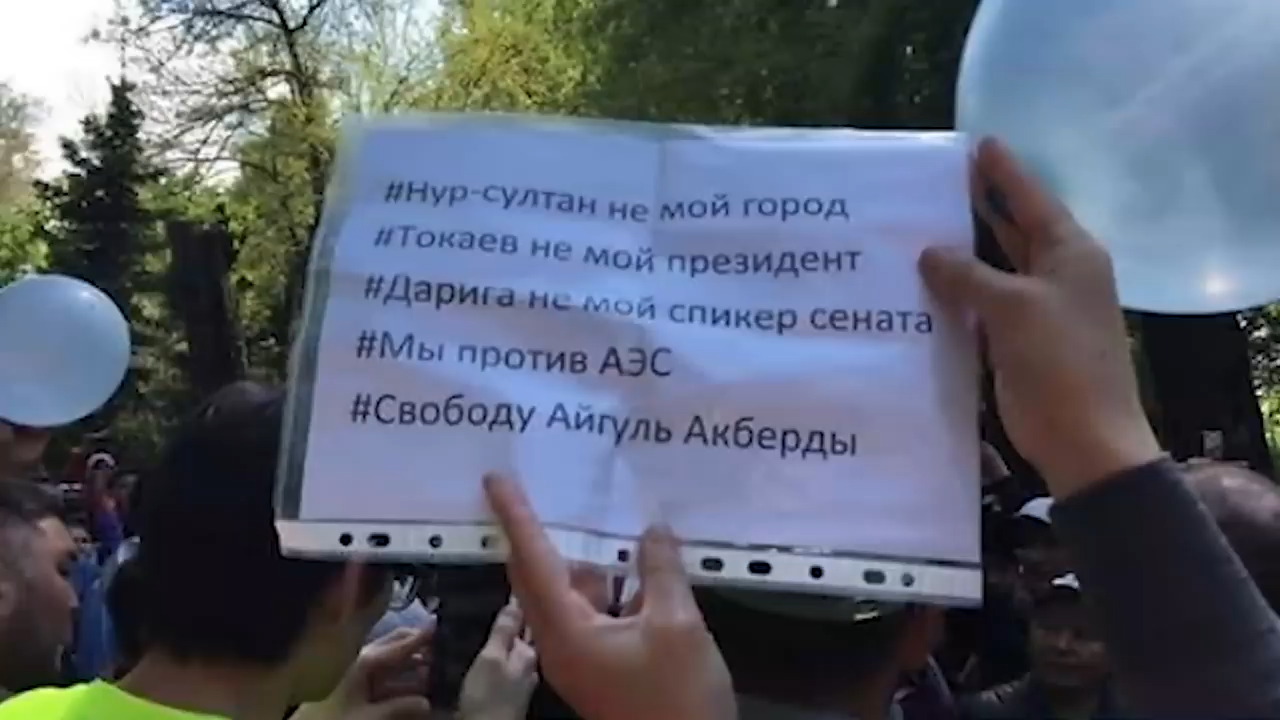 #Нур-султан не мой город
#Токаев не мой президент
#Дарига не мой спикер сената
#Мы против АЭС
#Свободу Айгуль Акберды